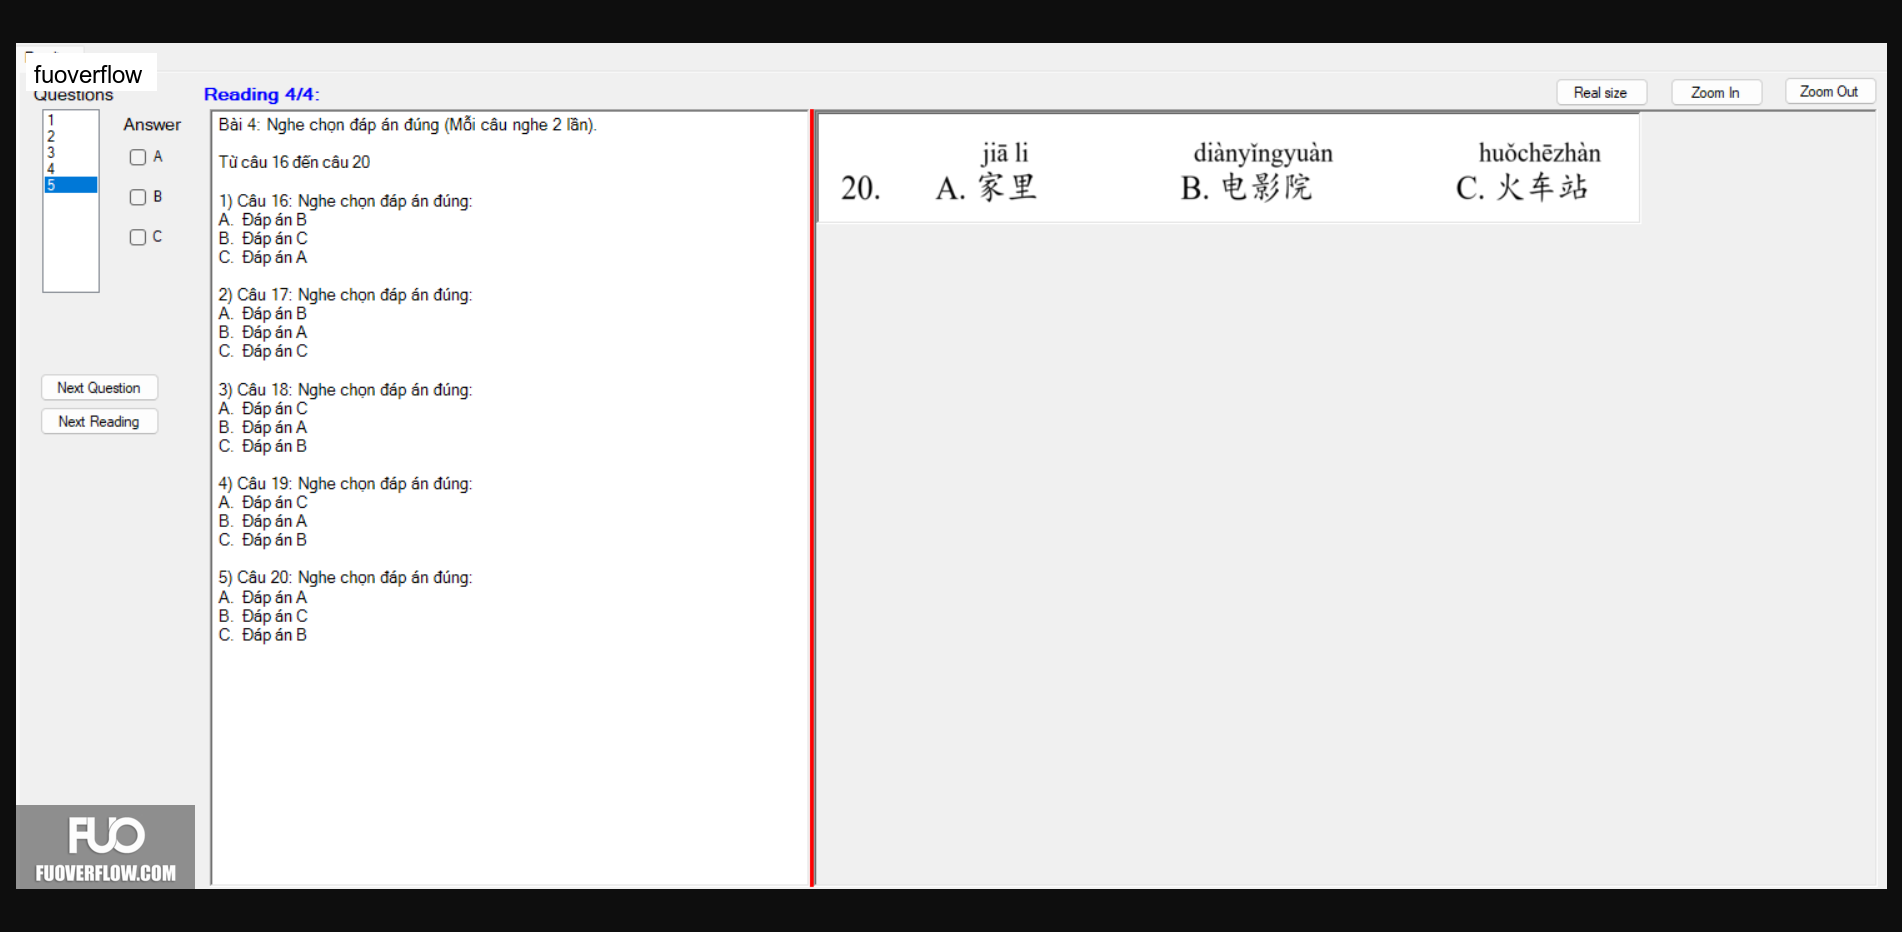 fuoverflow
Questions
Reading 4/4:
Real size
Zoom In
Zoom Out
1
2
3
4
5
Answer
A
B
C
Next Question
Next Reading
Bài 4: Nghe chọn đáp án đúng (Mỗi câu nghe 2 lần).
Từ câu 16 đến câu 20
1) Câu 16: Nghe chọn đáp án đúng:
A. Đáp án B
B. Đáp án C
C. Đáp án A
2) Câu 17: Nghe chọn đáp án đúng:
A. Đáp án B
B. Đáp án A
C. Đáp án C
3) Câu 18: Nghe chọn đáp án đúng:
A. Đáp án C
B. Đáp án A
C. Đáp án B
4) Câu 19: Nghe chọn đáp án đúng:
A. Đáp án C
B. Đáp án A
C. Đáp án B
5) Câu 20: Nghe chọn đáp án đúng:
A. Đáp án A
B. Đáp án C
C. Đáp án B
jiā li diànyǐngyuàn huǒchēzhàn
20. A. 家里 B. 电影院 C. 火车站
FUO
FUOVERFLOW.COM